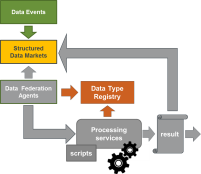 Data Events
Structured
Data Markets
Data Federation
Agents
Data Type
Registry
Processing
services
scripts
result